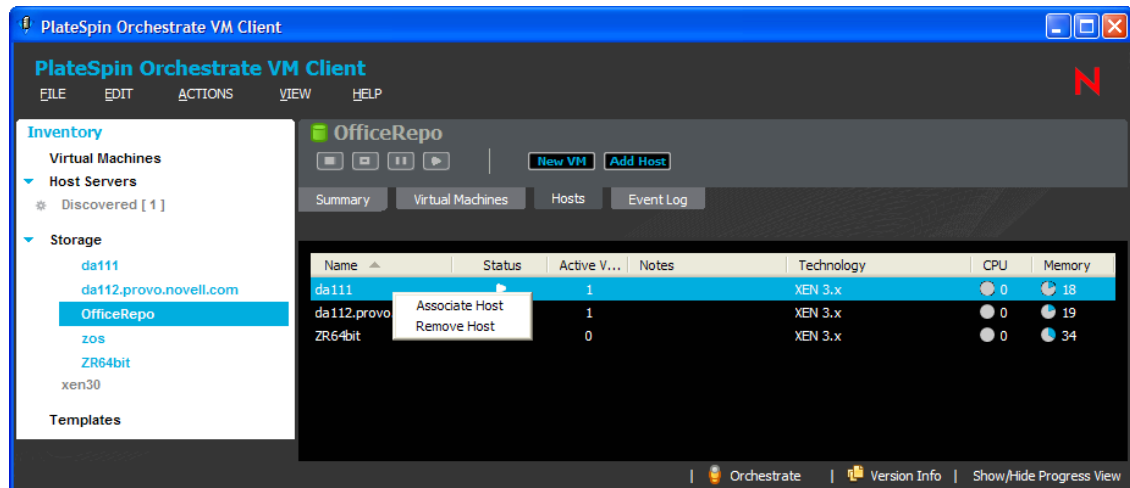 PlateSpin Orchestrate VM Client
PlateSpin Orchestrate VM Client
N
FILE EDIT ACTIONS VIEW HELP
Inventory
Virtual Machines
Host Servers
Discovered [ 1 ]
Storage
da111
da112.provo.novell.com
OfficeRepo
zos
ZR64bit
xen30
Templates
OfficeRepo
New VM Add Host
Summary Virtual Machines Hosts Event Log
Name Status Active V... Notes Technology CPU Memory
da111 1 XEN 3.x 0 18
da112.provo. 1 XEN 3.x 0 19
ZR64bit 0 XEN 3.x 0 34
Associate Host
Remove Host
| Orchestrate | Version Info | Show/Hide Progress View